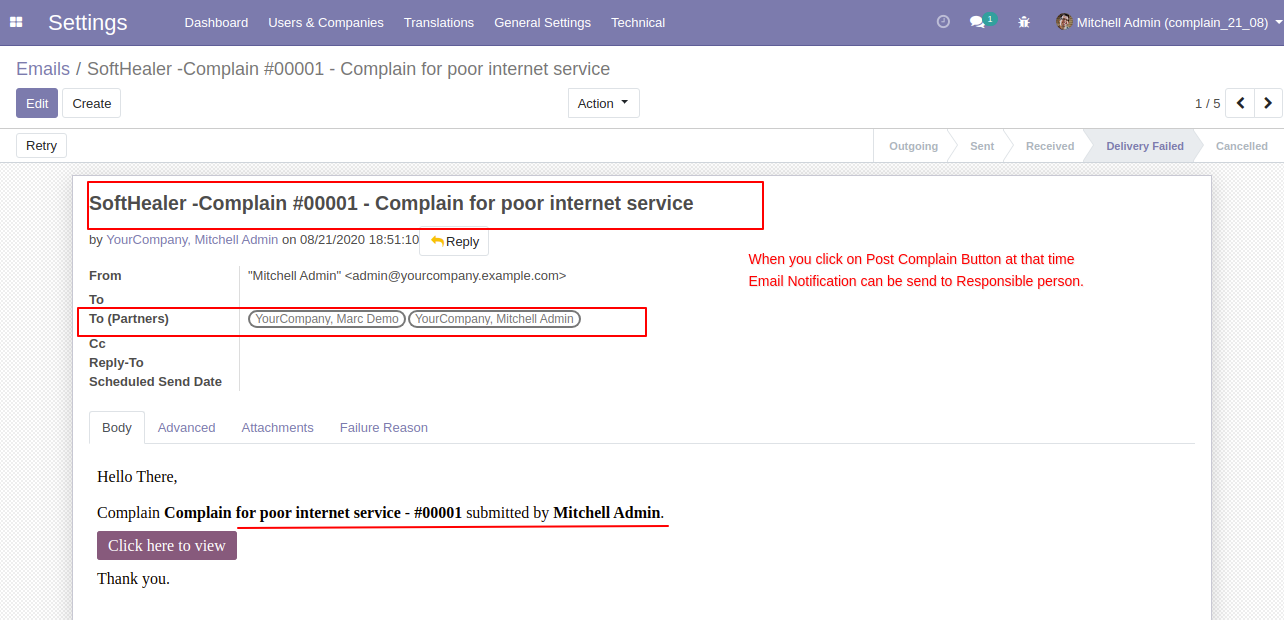 Settings Dashboard Users & Companies Translations General Settings Technical 1 Mitchell Admin (complain_21_08)
Emails / SoftHealer -Complain #00001 - Complain for poor internet service
Edit Create Action 1 / 5
Retry Outgoing Sent Received Delivery Failed Cancelled
SoftHealer -Complain #00001 - Complain for poor internet service
by YourCompany, Mitchell Admin on 08/21/2020 18:51:10 Reply
When you click on Post Complain Button at that time
Email Notification can be send to Responsible person.
From "Mitchell Admin" <admin@yourcompany.example.com>
To
To (Partners) YourCompany, Marc Demo YourCompany, Mitchell Admin
Cc
Reply-To
Scheduled Send Date
Body Advanced Attachments Failure Reason
Hello There,
Complain Complain for poor internet service - #00001 submitted by Mitchell Admin.
Click here to view
Thank you.